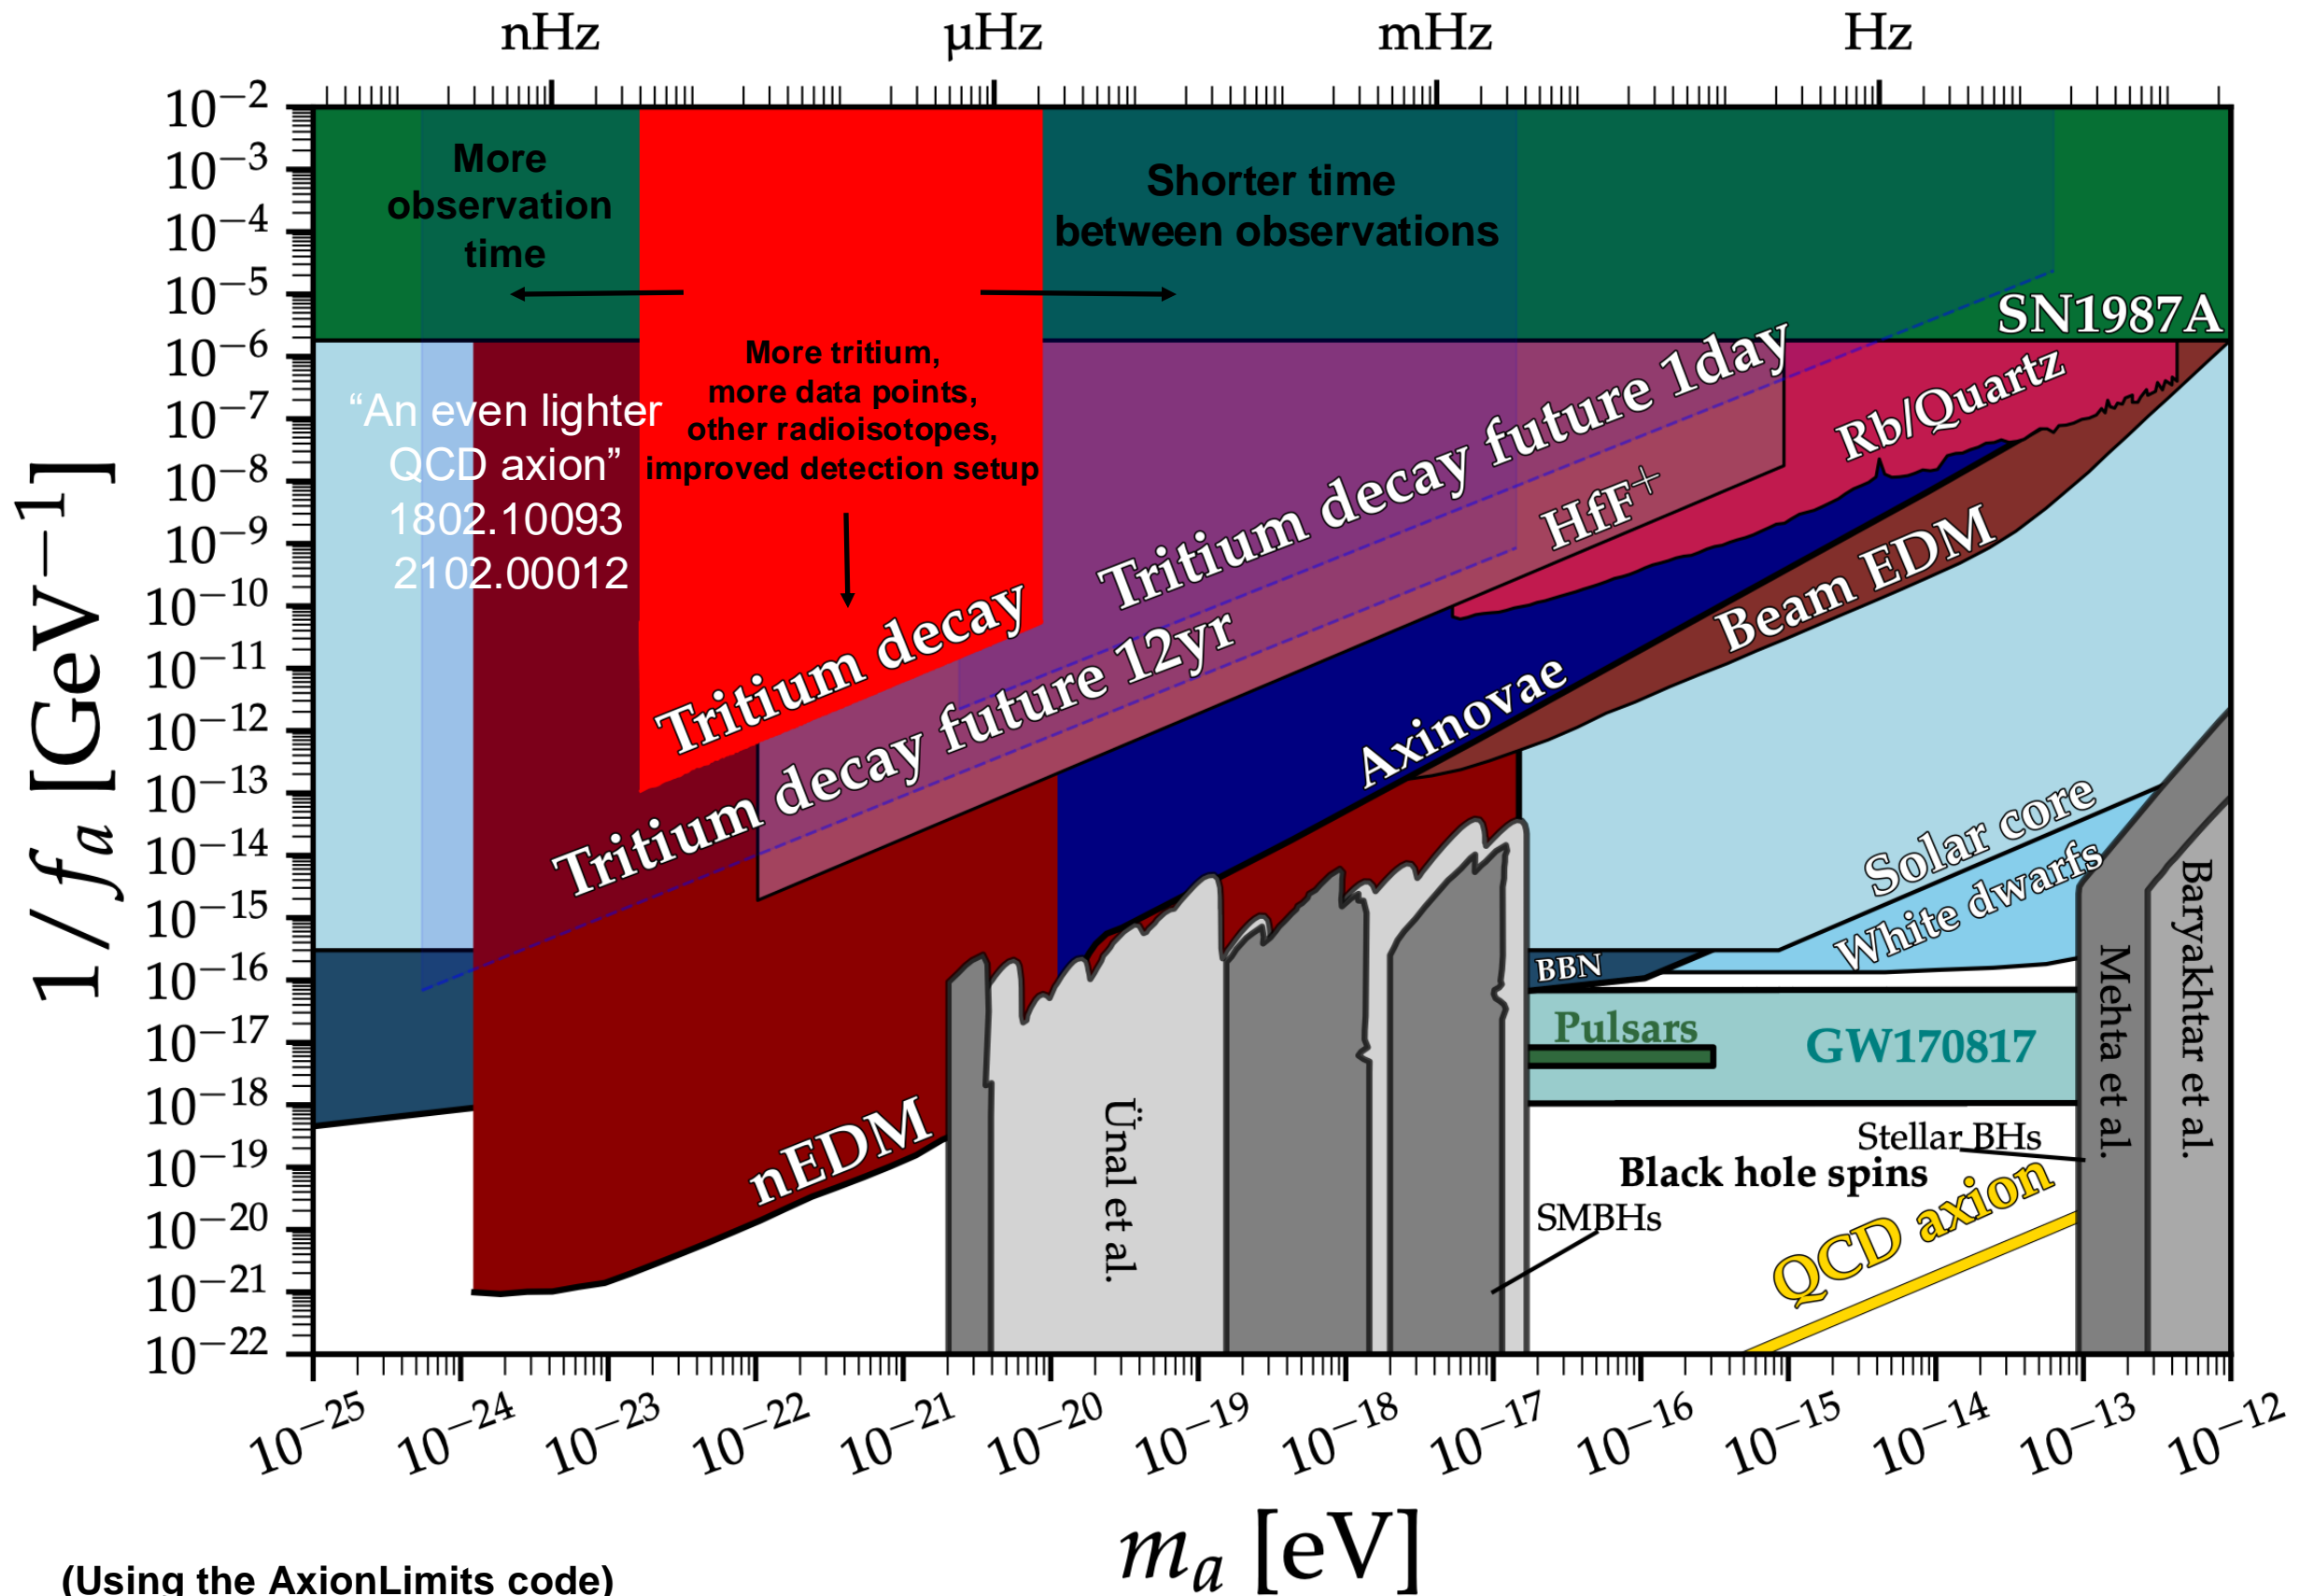 nHz
μHz
mHz
Hz
10−2
10−3
10−4
10−5
10−6
10−7
10−8
10−9
10−10
10−11
10−12
10−13
10−14
10−15
10−16
10−17
10−18
10−19
10−20
10−21
10−22
1/fa [GeV−1]
More
observation
time
Shorter time
between observations
More tritium,
more data points,
other radioisotopes,
improved detection setup
“An even lighter
QCD axion”
1802.10093
2102.00012
SN1987A
Tritium decay future 1day
Rb/Quartz
HfF+
Tritium decay
Tritium decay future 12yr
Beam EDM
Axinovae
Solar core
White dwarfs
BBN
Pulsars
GW170817
Mehta et al.
Baryakhtar et al.
nEDM
Ünal et al.
Stellar BHs
Black hole spins
SMBHs
QCD axion
10−25
10−24
10−23
10−22
10−21
10−20
10−19
10−18
10−17
10−16
10−15
10−14
10−13
10−12
ma [eV]
(Using the AxionLimits code)